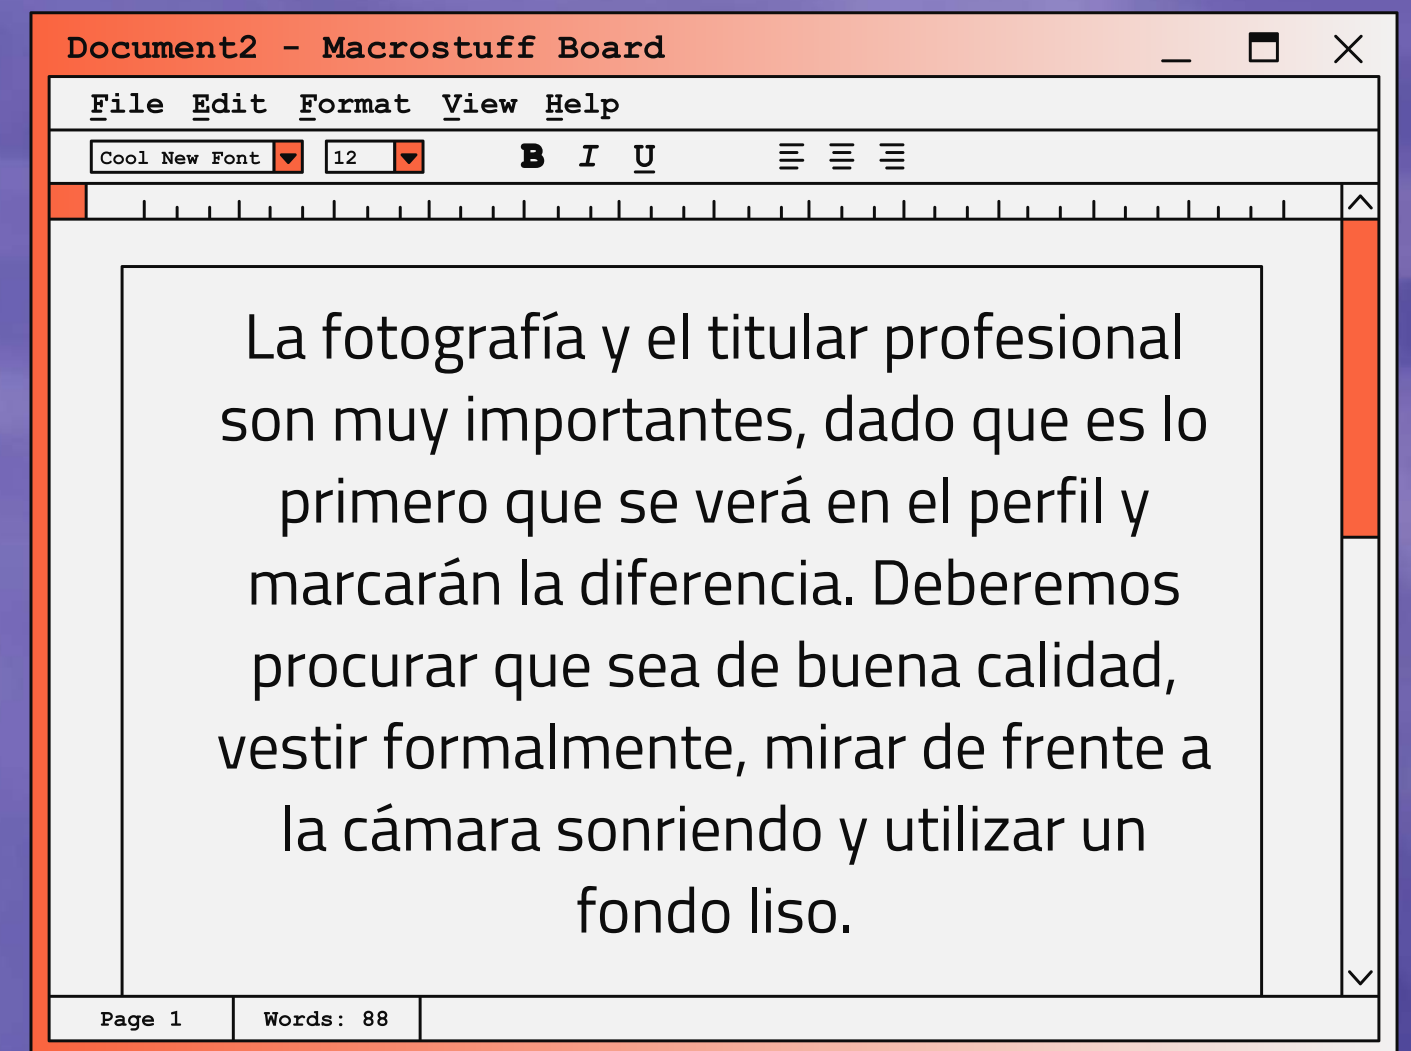 Document2 - Macrostuff Board
File Edit Format View Help
Cool New Font 12 B I U
La fotografía y el titular profesional
son muy importantes, dado que es lo
primero que se verá en el perfil y
marcarán la diferencia. Deberemos
procurar que sea de buena calidad,
vestir formalmente, mirar de frente a
la cámara sonriendo y utilizar un
fondo liso.
Page 1 Words: 88